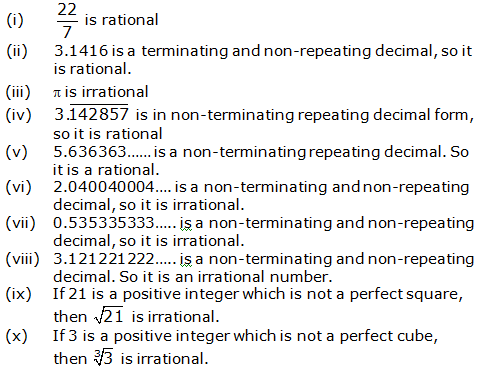 (i) 22/7 is rational
(ii) 3.1416 is a terminating and non-repeating decimal, so it
is rational.
(iii) π is irrational
(iv) 3.1̅4̅2̅8̅5̅7̅ is in non-terminating repeating decimal form,
so it is rational
(v) 5.636363...... is a non-terminating repeating decimal. So
it is a rational.
(vi) 2.040040004.... is a non-terminating and non-repeating
decimal, so it is irrational.
(vii) 0.535335333..... is a non-terminating and non-repeating
decimal, so it is irrational.
(viii) 3.121221222..... is a non-terminating and non-repeating
decimal. So it is an irrational number.
(ix) If 21 is a positive integer which is not a perfect square,
then √21 is irrational.
(x) If 3 is a positive integer which is not a perfect cube,
then ∛3 is irrational.